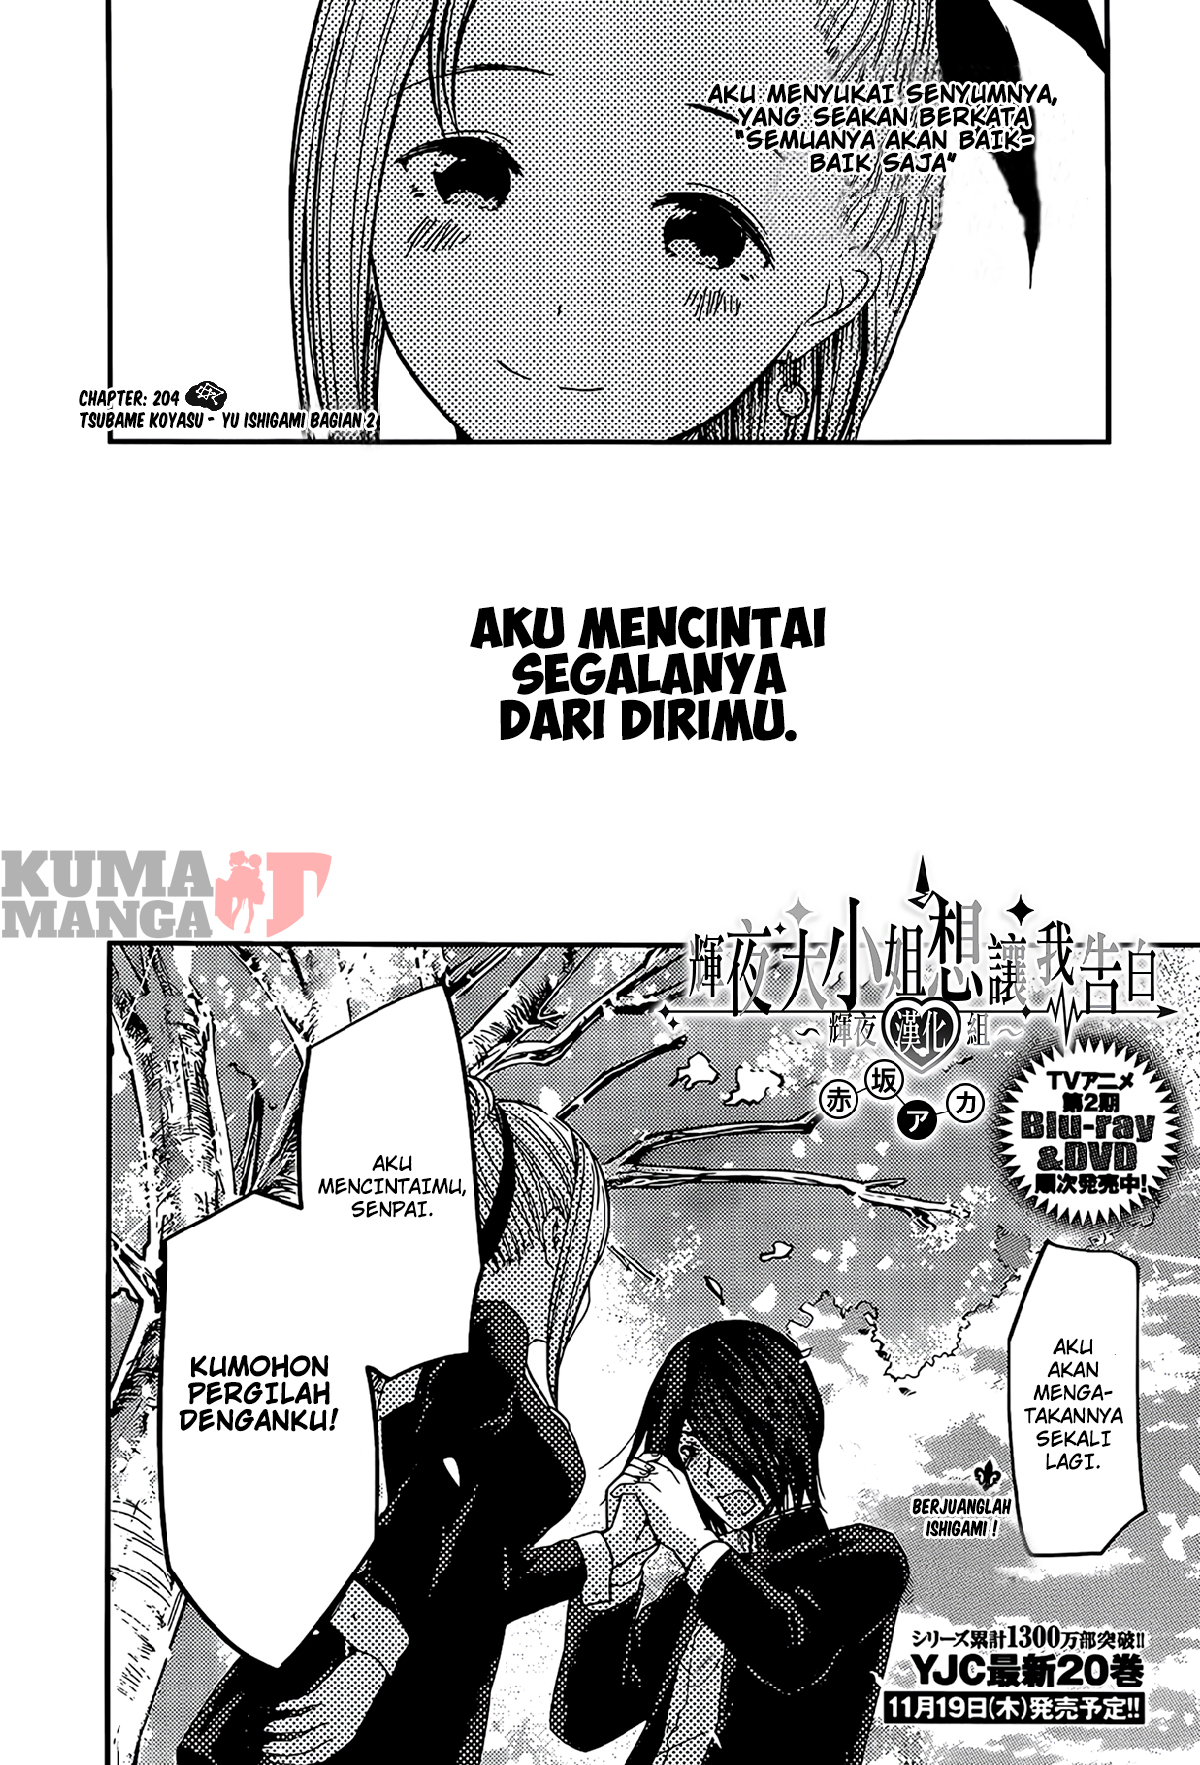 AKU MENYUKAI SENYUMNYA,
YANG SEAKAN BERKATA
"SEMUANYA AKAN BAIK-
BAIK SAJA"
CHAPTER: 204
TSUBAME KOYASU - YU ISHIGAMI BAGIAN 2
AKU MENCINTAI
SEGALANYA
DARI DIRIMU.
KUMA
MANGA
輝夜大小姐想讓我告白
~輝夜漢化組~
赤坂アカ
TVアニメ
第2期
Blu-ray
&DVD
順次発売中!
AKU
MENCINTAIMU,
SENPAI.
KUMOHON
PERGILAH
DENGANKU!
AKU
AKAN
MENGA-
TAKANNYA
SEKALI
LAGI.
BERJUANGLAH
ISHIGAMI !
シリーズ累計1300万部突破!!
YJC最新20巻
11月19日(木)発売予定!!